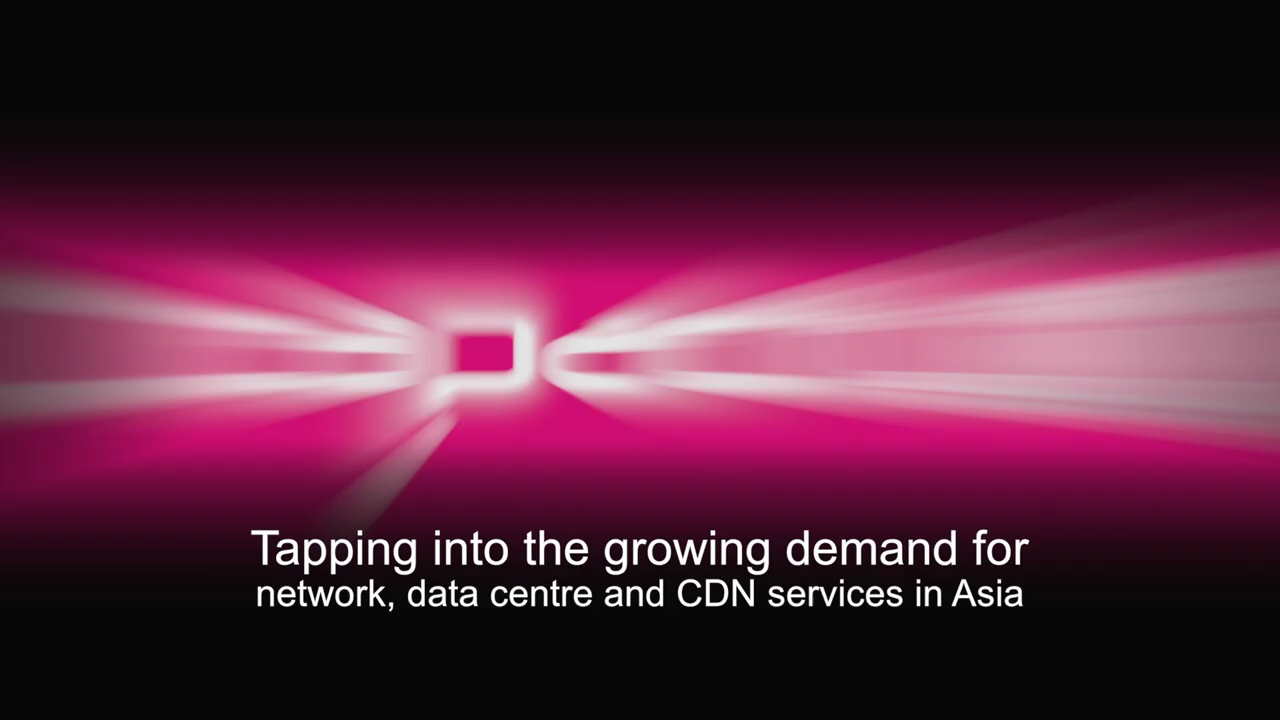 Tapping into the growing demand for
network, data centre and CDN services in Asia